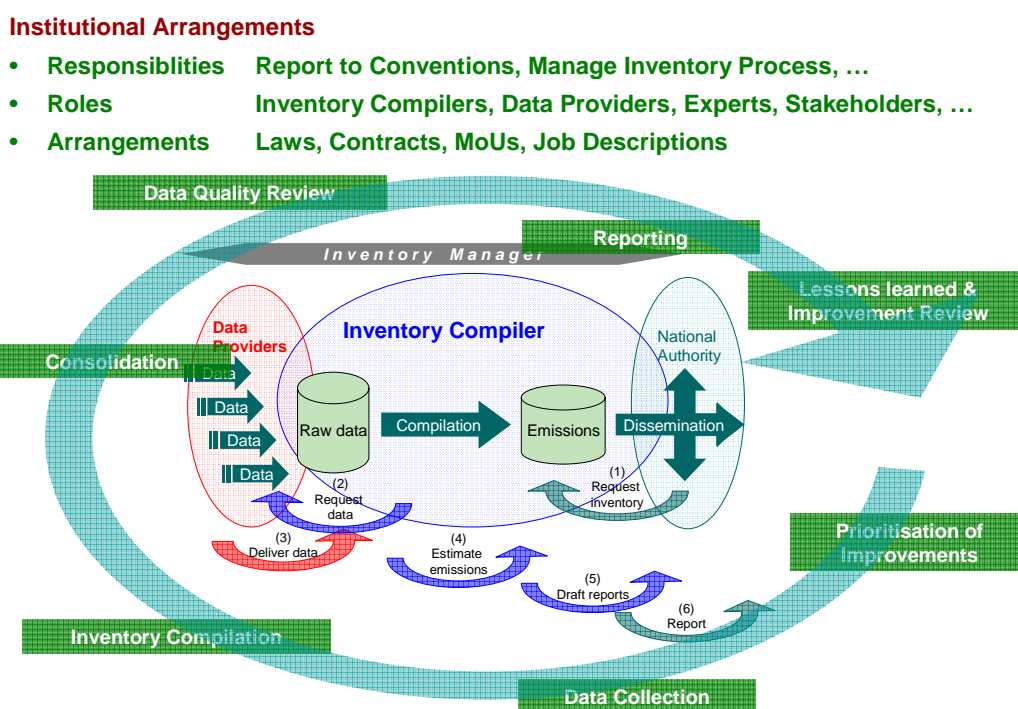 Institutional Arrangements
• Responsiblities Report to Conventions, Manage Inventory Process, …
• Roles Inventory Compilers, Data Providers, Experts, Stakeholders, …
• Arrangements Laws, Contracts, MoUs, Job Descriptions
Data Quality Review
Reporting
Inventory Manager
Lessons learned &
Improvement Review
Data
Providers
Inventory Compiler
National
Authority
Consolidation
Data
Data
Data
Data
Raw data
Compilation
Emissions
Dissemination
(1)
Request
inventory
(2)
Request
data
(3)
Deliver data
(4)
Estimate
emissions
(5)
Draft reports
(6)
Report
Prioritisation of
Improvements
Inventory Compilation
Data Collection